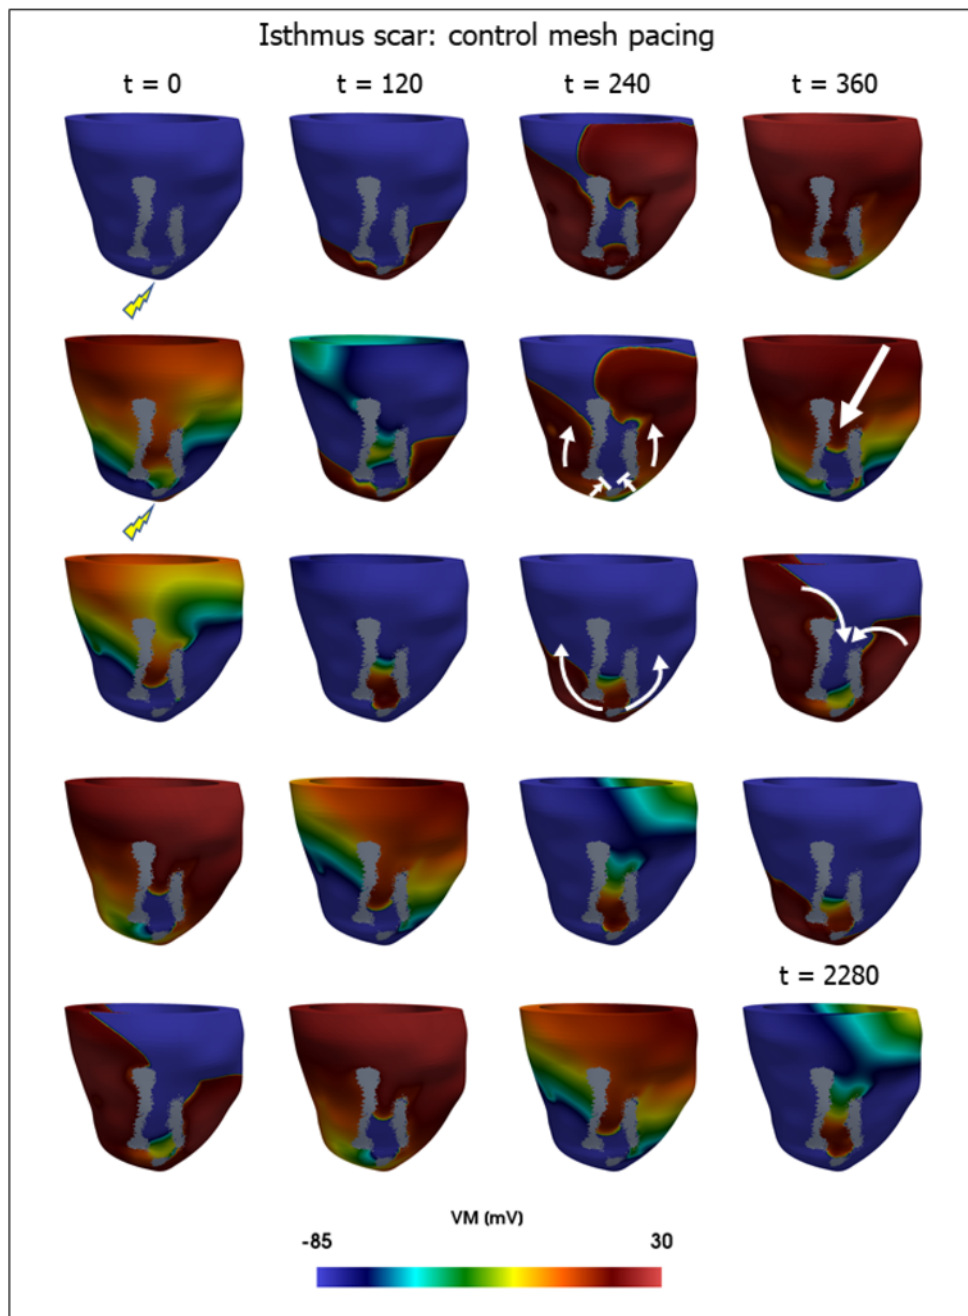 Isthmus scar: control mesh pacing
t = 0 t = 120 t = 240 t = 360
t = 2280
VM (mV)
-85 30